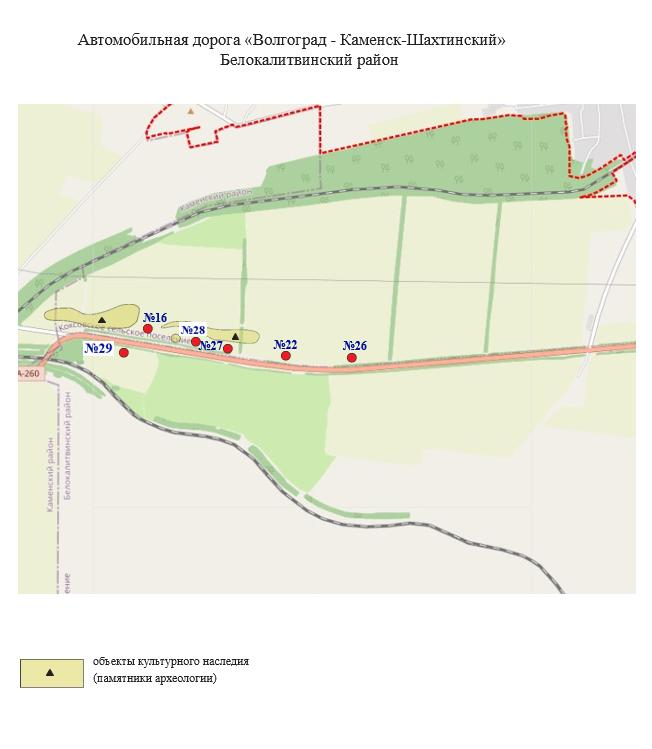 Автомобильная дорога «Волгоград - Каменск-Шахтинский»
Белокалитвинский район
Каменский район
№16
№28
№27
№22
№26
№29
A-260
Каменский район
Белокалитвинский район
объекты культурного наследия
(памятники археологии)